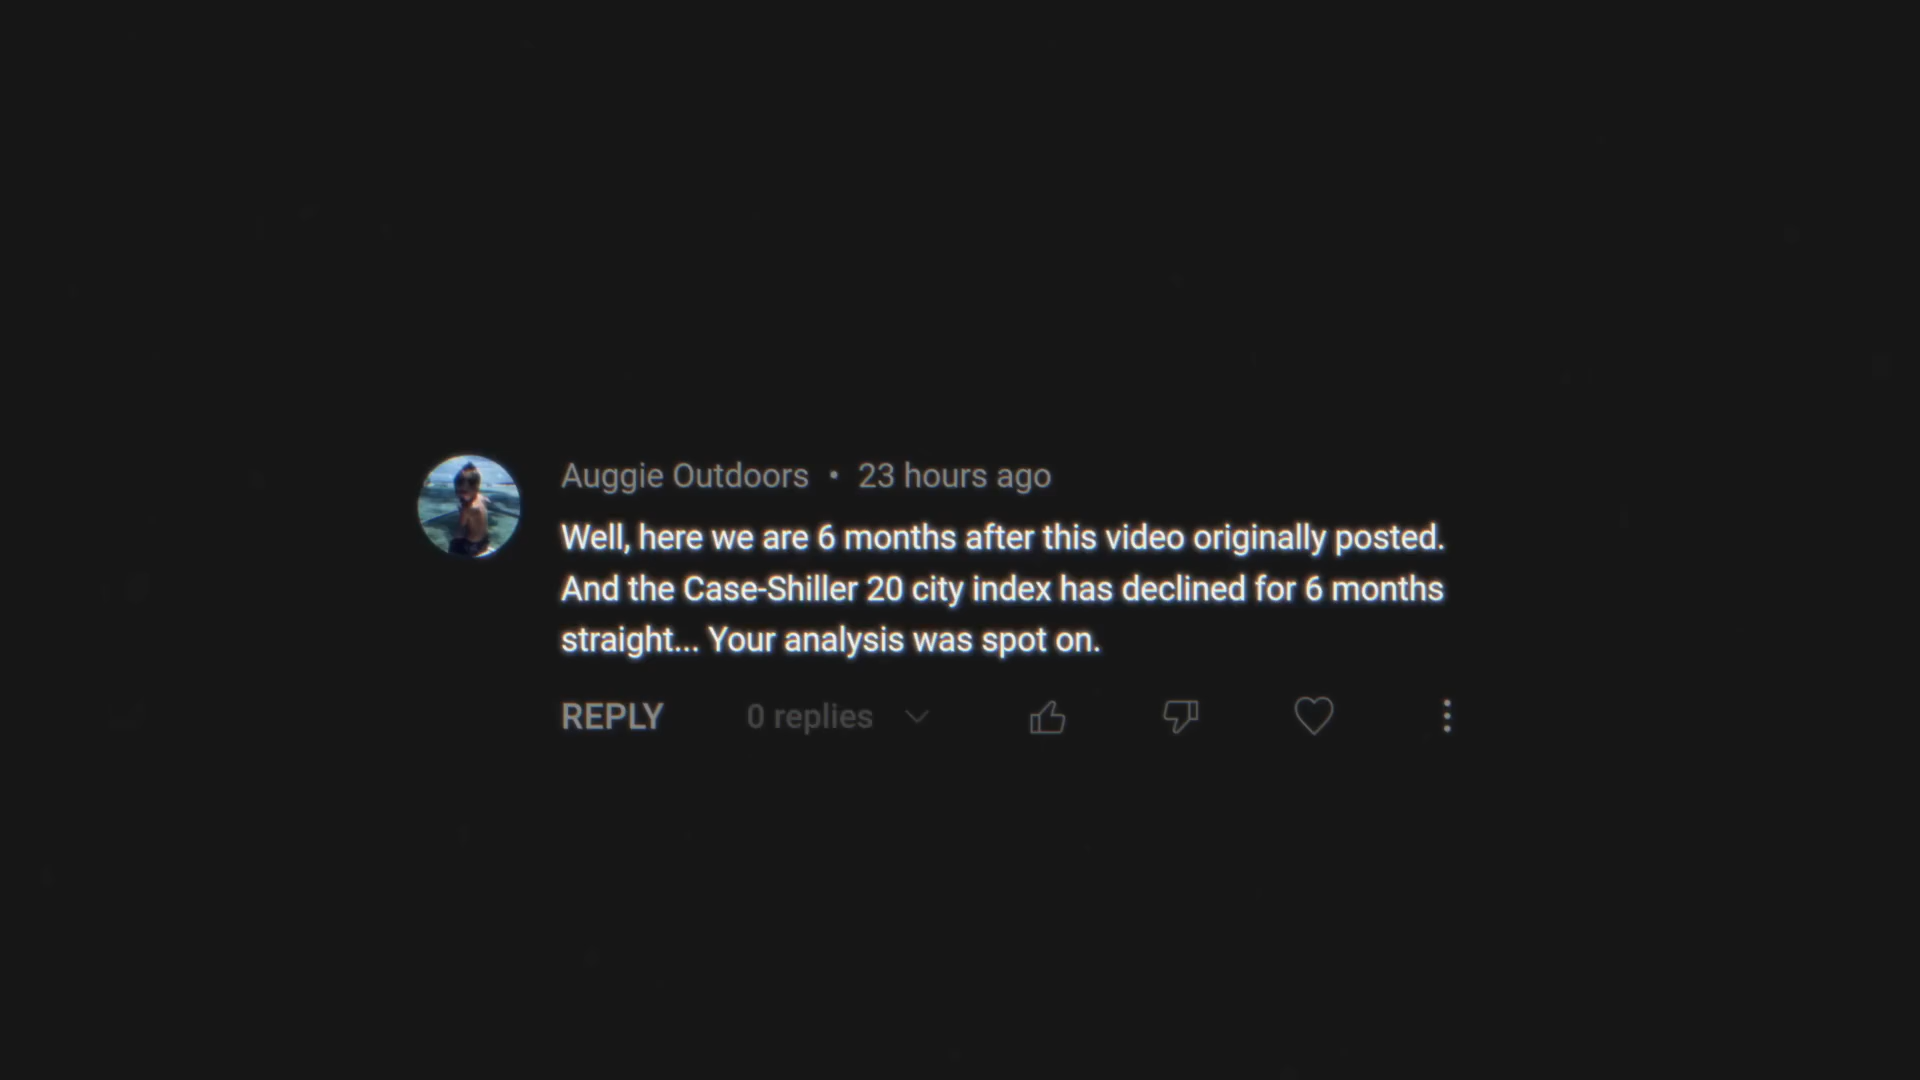 Auggie Outdoors • 23 hours ago
Well, here we are 6 months after this video originally posted.
And the Case-Shiller 20 city index has declined for 6 months
straight... Your analysis was spot on.
REPLY 0 replies